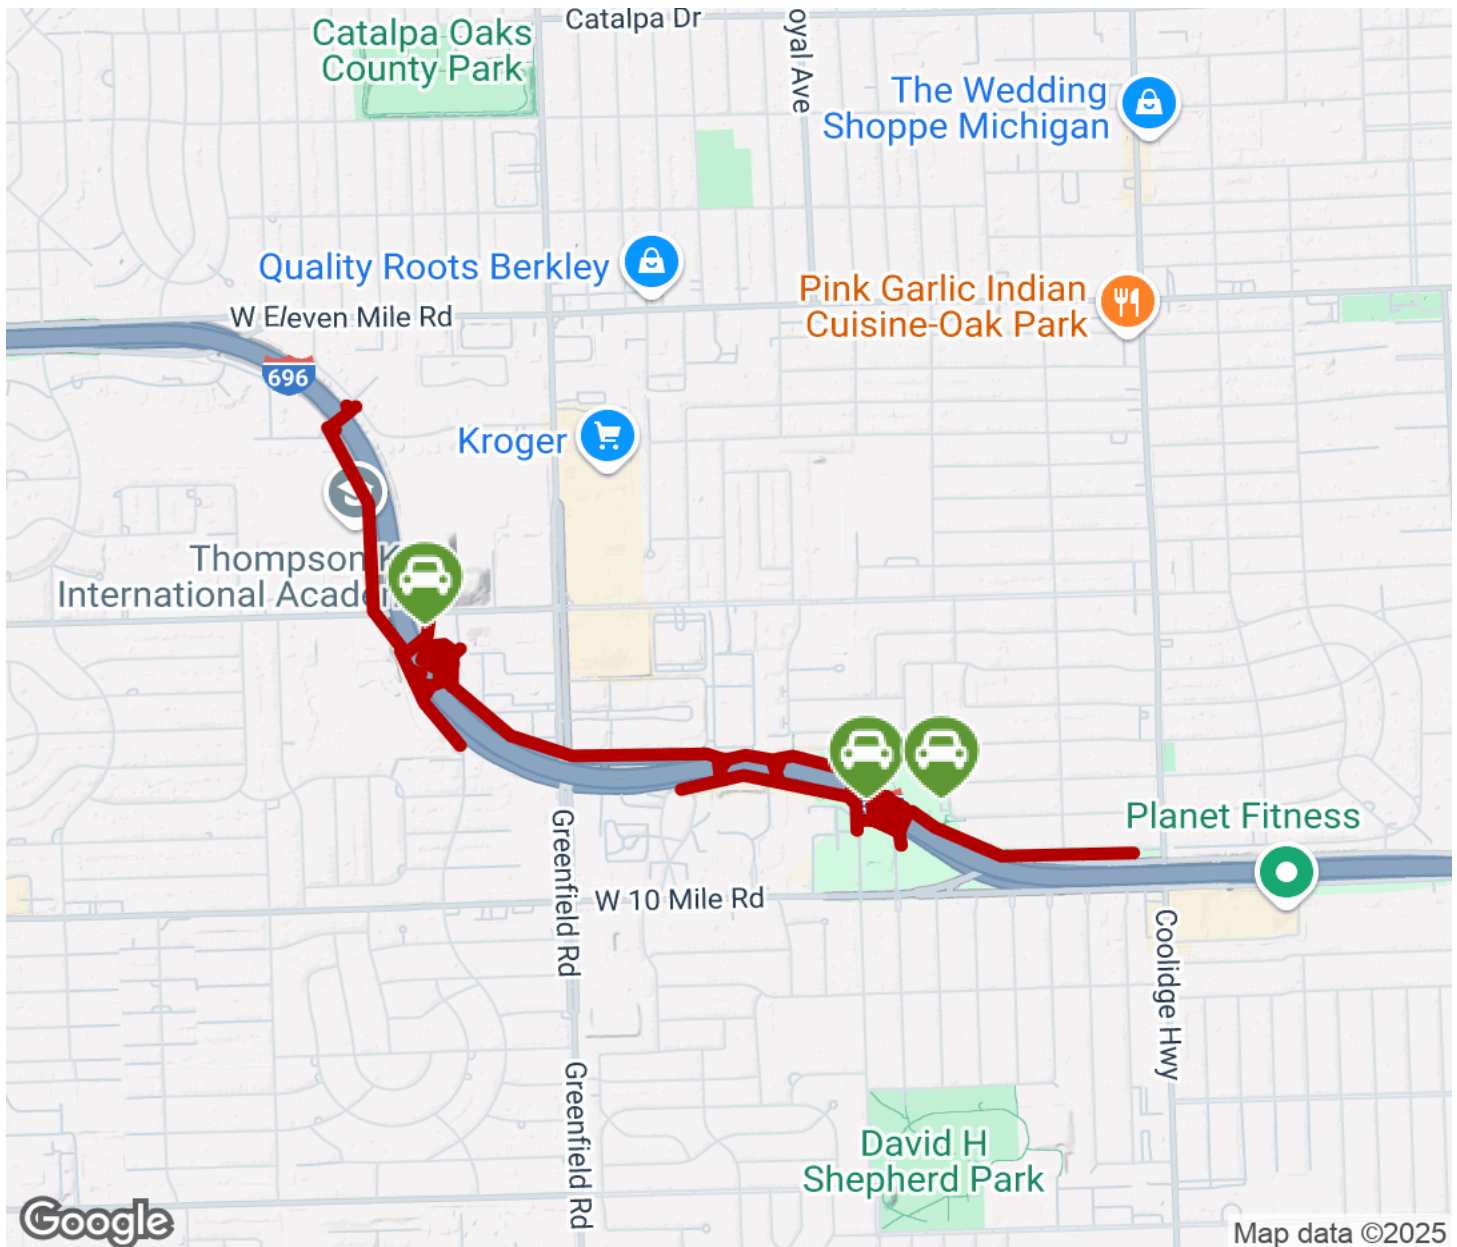 Catalpa Dr
Catalpa Oaks
County Park
oyal Ave
The Wedding
Shoppe Michigan
Quality Roots Berkley
Pink Garlic Indian
Cuisine-Oak Park
W Eleven Mile Rd
696
Kroger
Thompson K
International Acade
Planet Fitness
Greenfield Rd
W 10 Mile Rd
Coolidge Hwy
Greenfield Rd
David H
Shepherd Park
Google
Map data ©2025